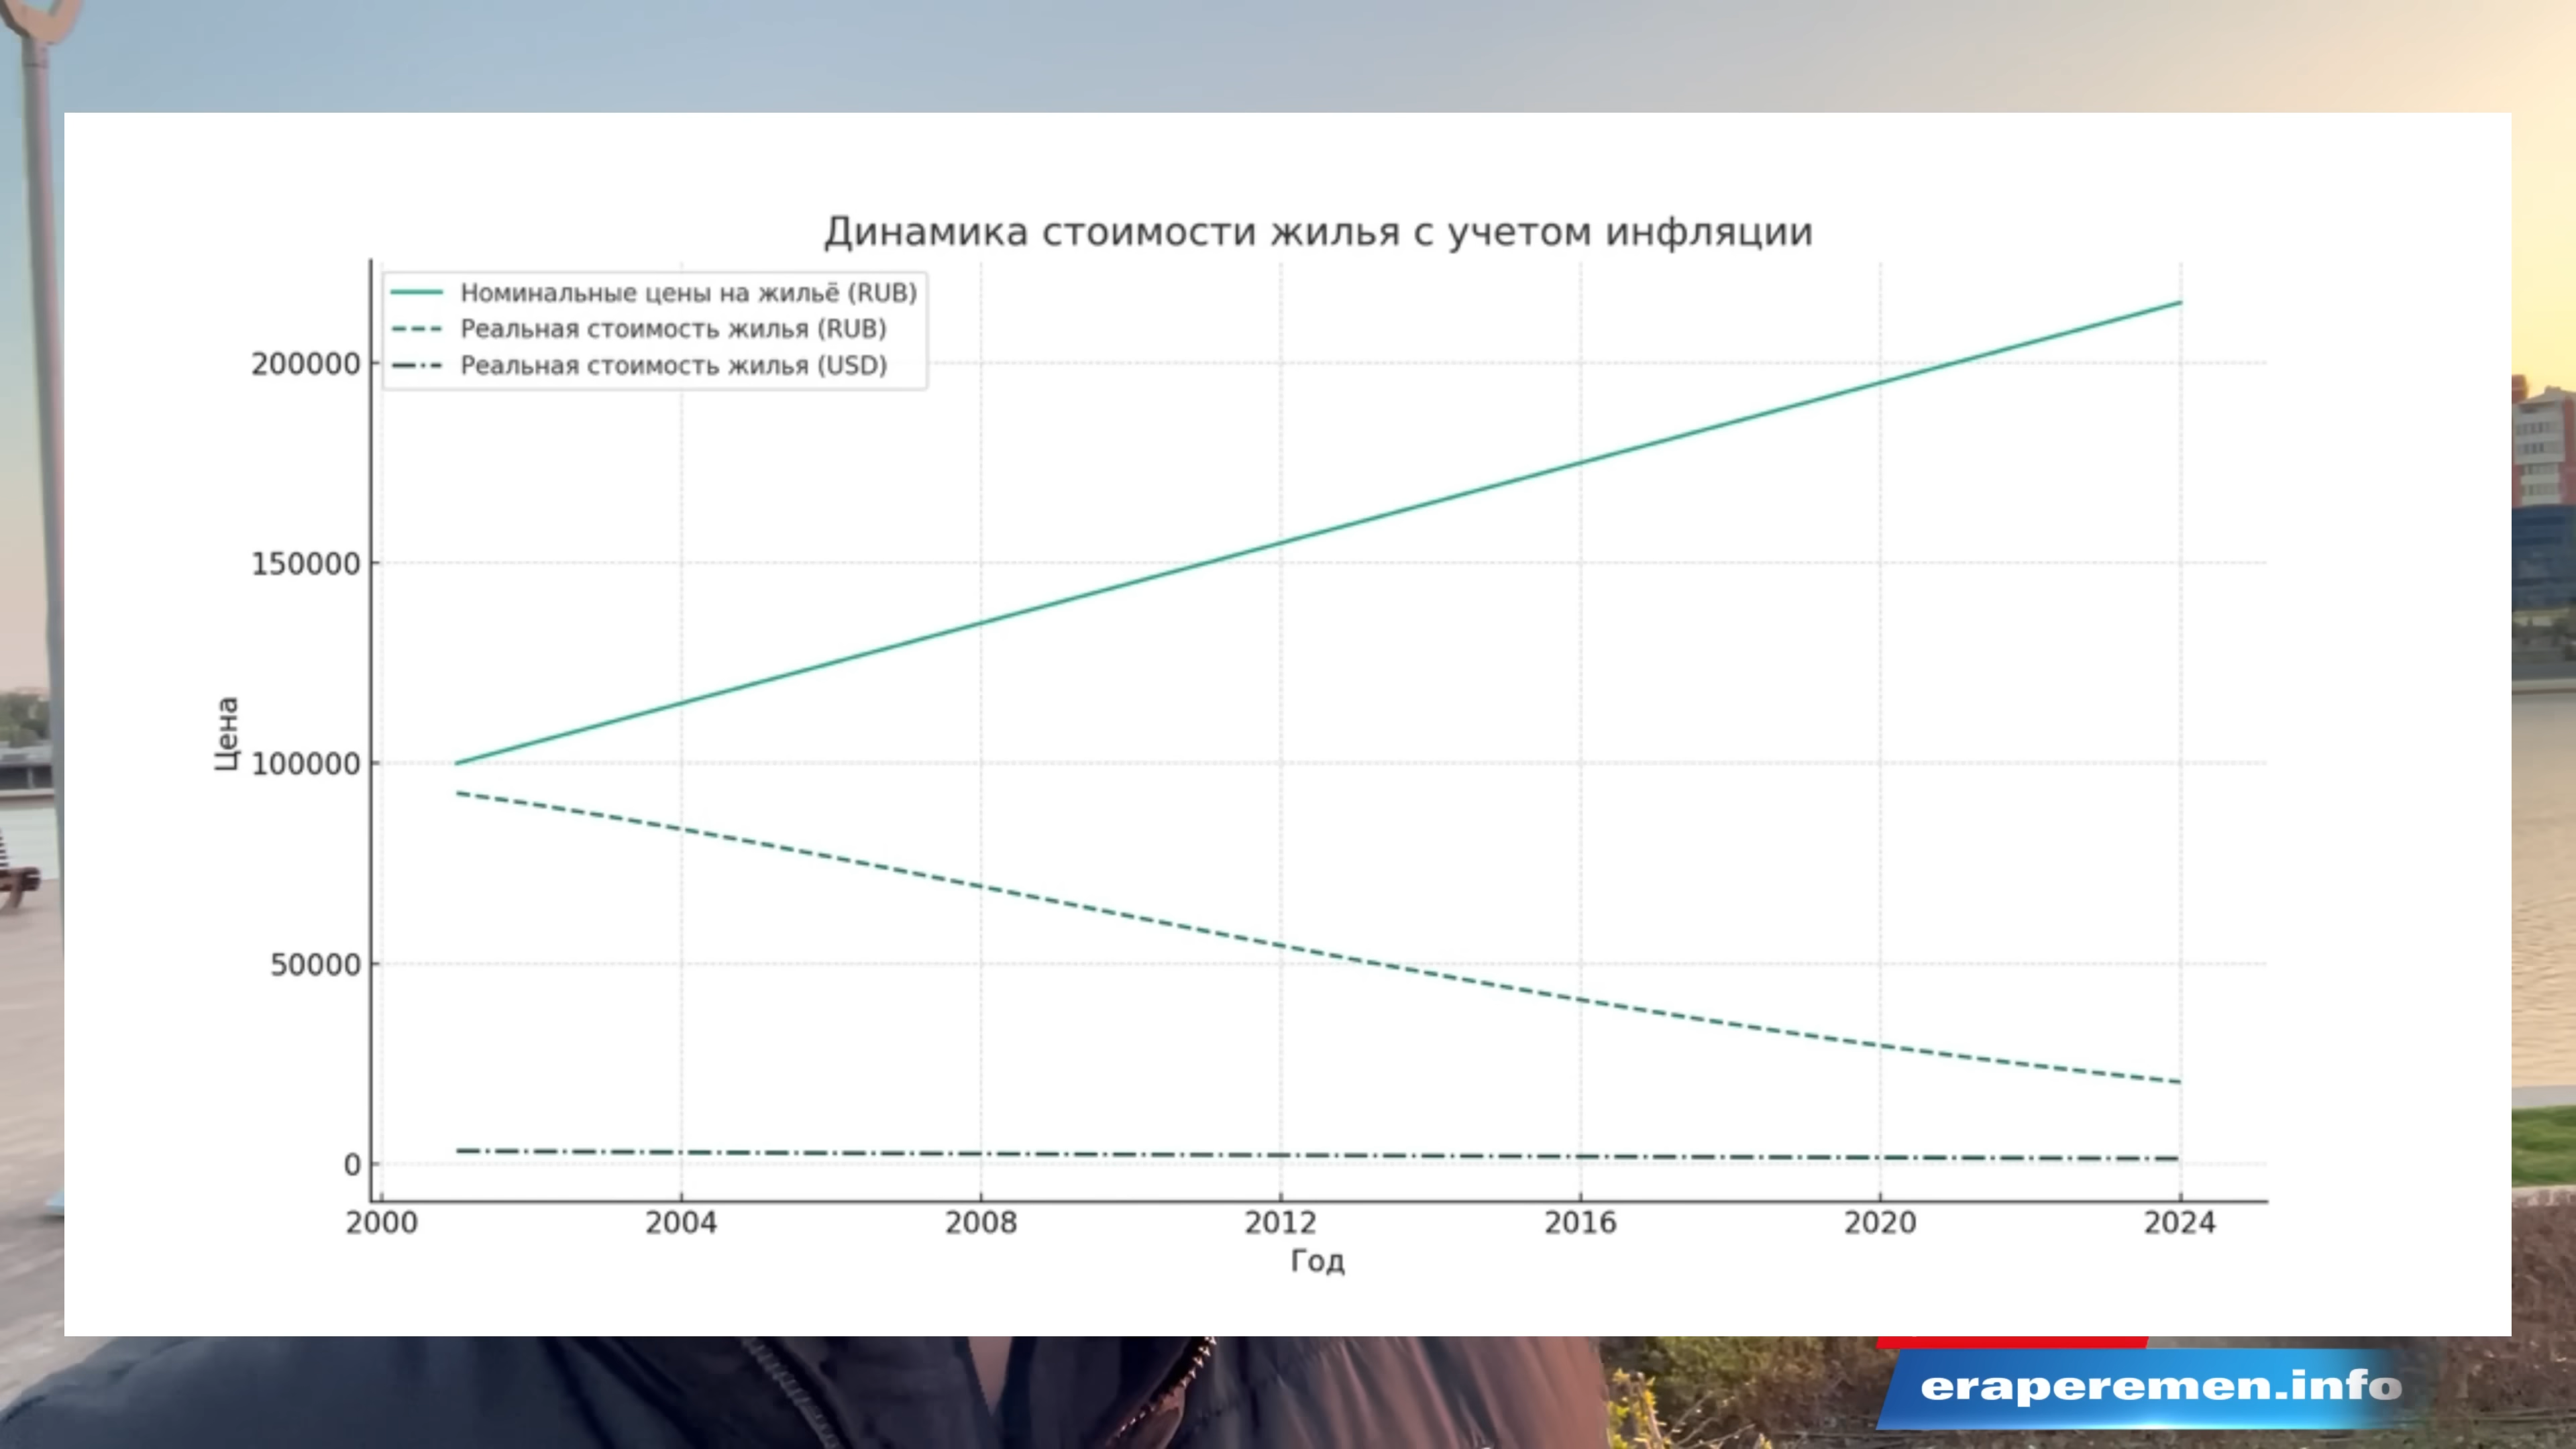 Динамика стоимости жилья с учетом инфляции
Номинальные цены на жильё (RUB)
Реальная стоимость жилья (RUB)
Реальная стоимость жилья (USD)
200000
150000
100000
50000
0
Цена
2000 2004 2008 2012 2016 2020 2024
Год
eraperemen.info